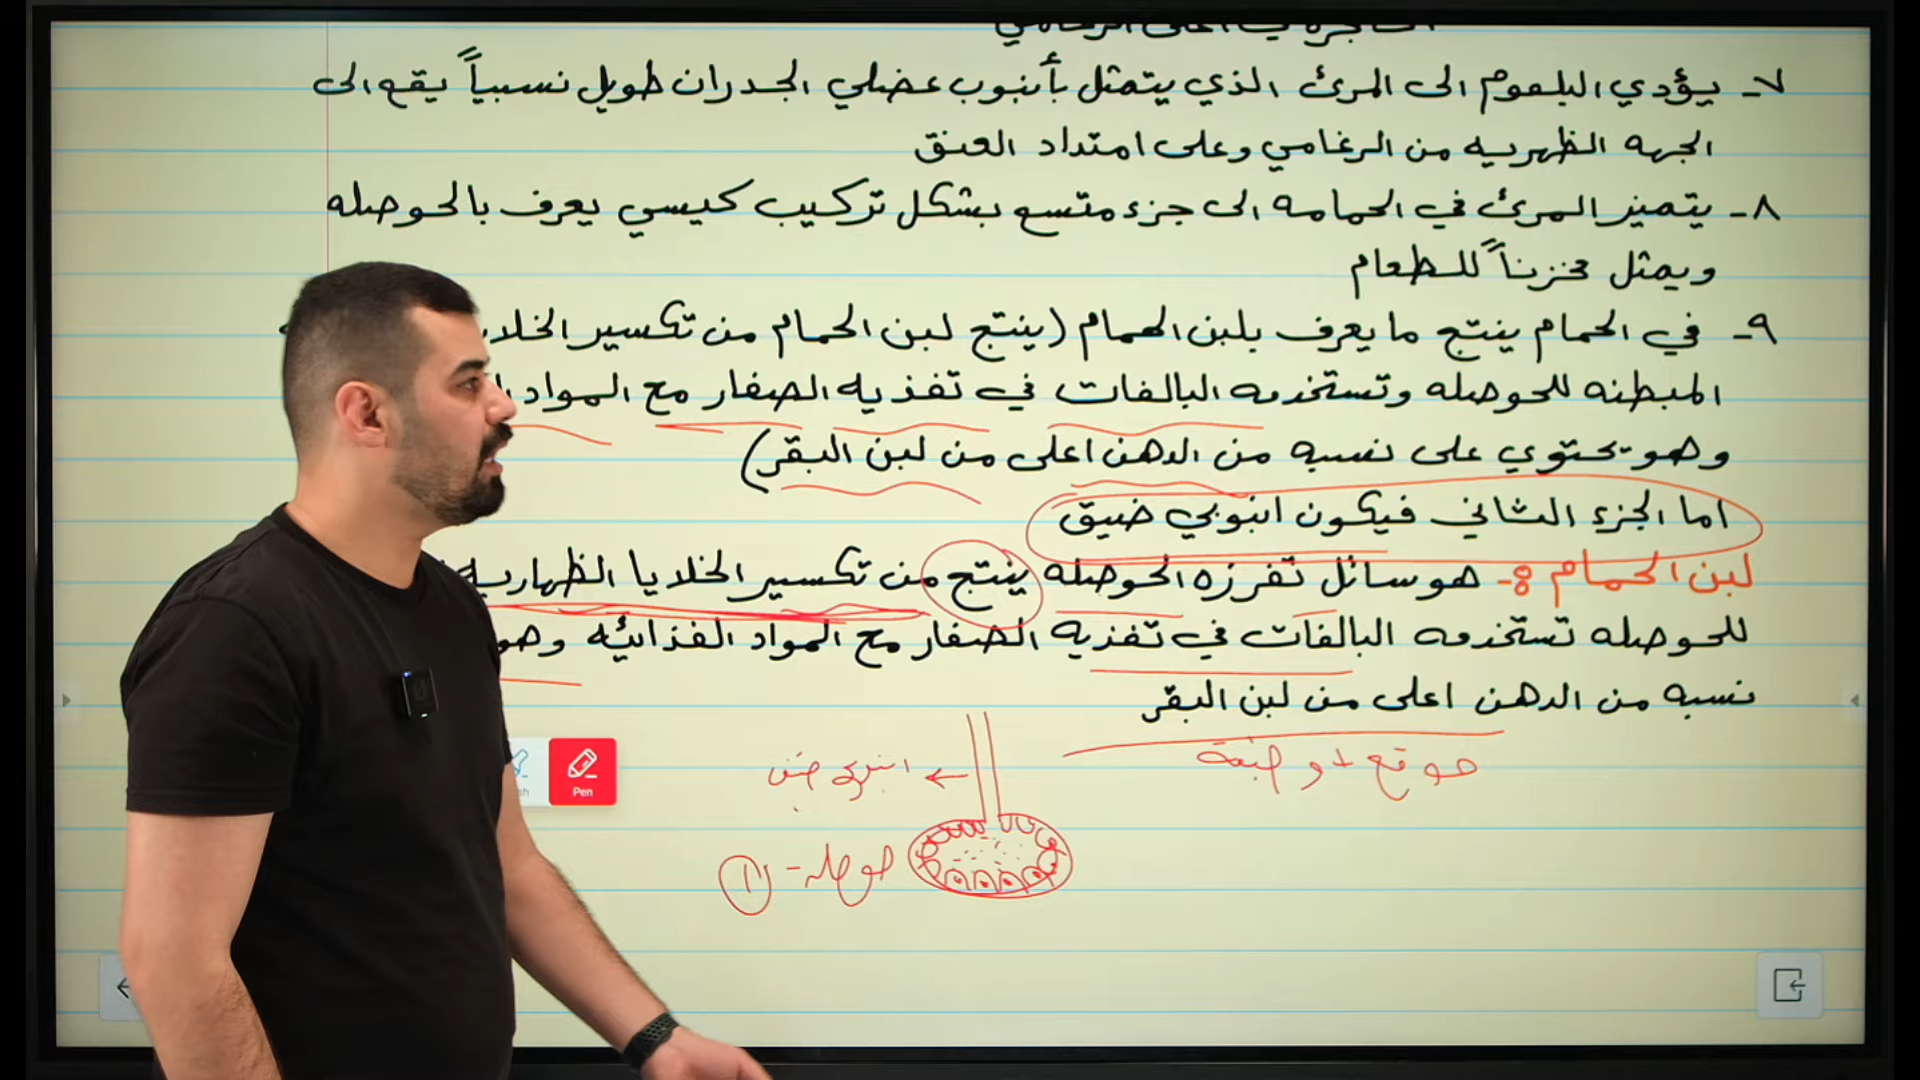 ٧- يؤدي البلعوم الى المرئ الذي يتمثل بأنبوب عضلي الجدران طويل نسبياً يقع الى
الجهه الظهريه من الرغامي وعلى امتداد العنق
٨- يتميز المرئ في الحمامه الى جزء متسع بشكل تركيب كيسي يعرف بالحوصله
ويمثل مخزناً للطعام
٩- في الحمام ينتج ما يعرف بلبن الحمام (ينتج لبن الحمام من تكسير الخلايا
المبطنه للحوصله وتستخدمه البالغات في تغذيه الصغار مع المواد
وهو يحتوي على نسبه من الدهن اعلى من لبن البقر)
اما الجزء الثاني فيكون انبوبي ضيق
لبن الحمام :- هو سائل تفرزه الحوصله ينتج من تكسير الخلايا الظهاريه
للحوصله تستخدمه البالغات في تغذيه الصغار مع المواد الغذائيه وهو
نسبه من الدهن اعلى من لبن البقر
موقع + وظيفة
انبوبي ضيق
حوصله - ١
Pen